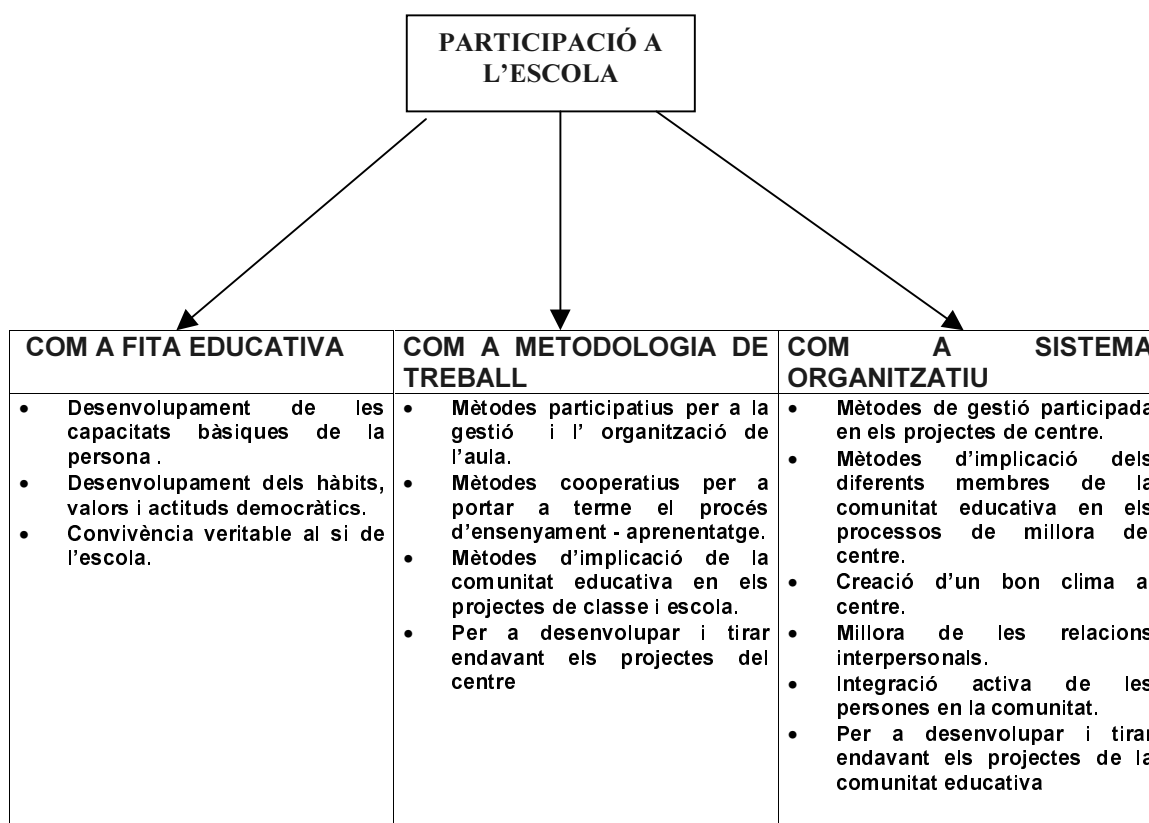 PARTICIPACIÓ A
L'ESCOLA
COM A FITA EDUCATIVA
• Desenvolupament de les
capacitats bàsiques de la
persona .
• Desenvolupament dels hàbits,
valors i actituds democràtics.
• Convivència veritable al si de
l'escola.
COM A METODOLOGIA DE
TREBALL
• Mètodes participatius per a la
gestió i l' organització de
l'aula.
• Mètodes cooperatius per a
portar a terme el procés
d'ensenyament - aprenentatge.
• Mètodes d'implicació de la
comunitat educativa en els
projectes de classe i escola.
• Per a desenvolupar i tirar
endavant els projectes del
centre
COM A SISTEMA
ORGANITZATIU
• Mètodes de gestió participada
en els projectes de centre.
• Mètodes d'implicació dels
diferents membres de la
comunitat educativa en els
processos de millora de
centre.
• Creació d'un bon clima a
centre.
• Millora de les relacions
interpersonals.
• Integració activa de les
persones en la comunitat.
• Per a desenvolupar i tirar
endavant els projectes de la
comunitat educativa